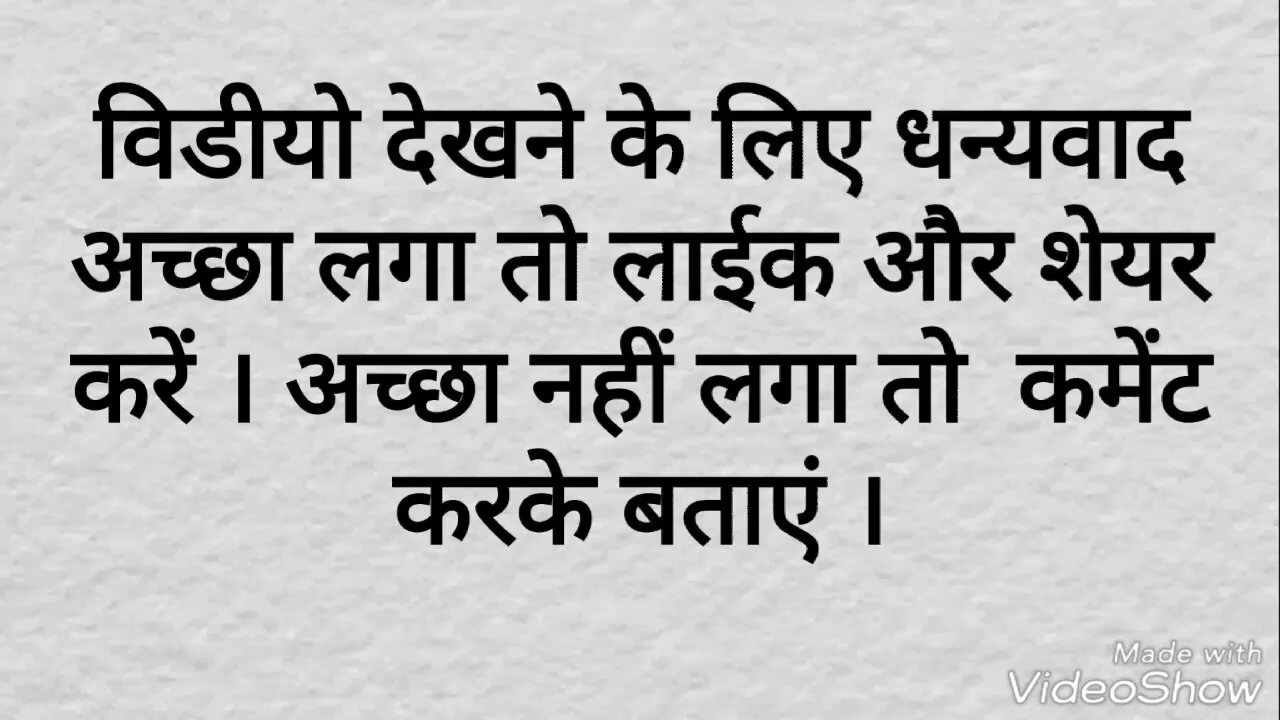 विडीयो देखने के लिए धन्यवाद
अच्छा लगा तो लाईक और शेयर
करें । अच्छा नहीं लगा तो कमेंट
करके बताएं ।
Made with
VideoShow